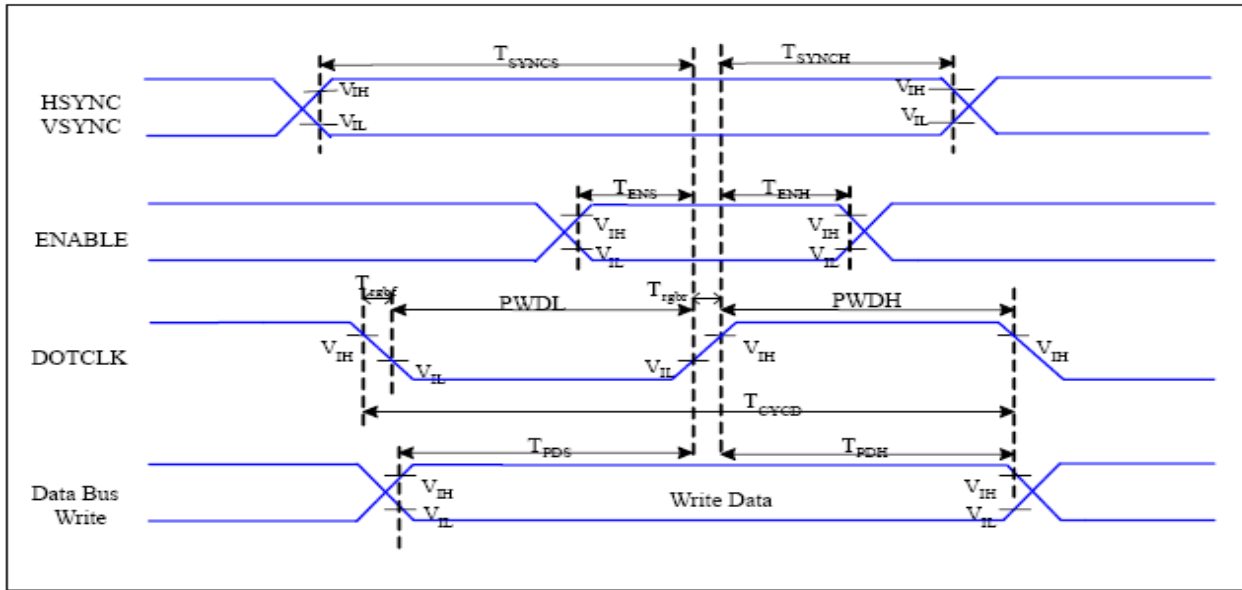 TSYNCS
TSYNCH
HSYNC
VSYNC
VIH
VIL
VIH
VIL
TENS
TENH
ENABLE
VIH
VIL
VIH
VIL
Trgbf
PWDL
Trgbr
PWDH
DOTCLK
VIH
VIL
VIL
VIH
VIH
TCYCD
TPDS
TPDH
Data Bus
Write
VIH
VIL
Write Data
VIH
VIL